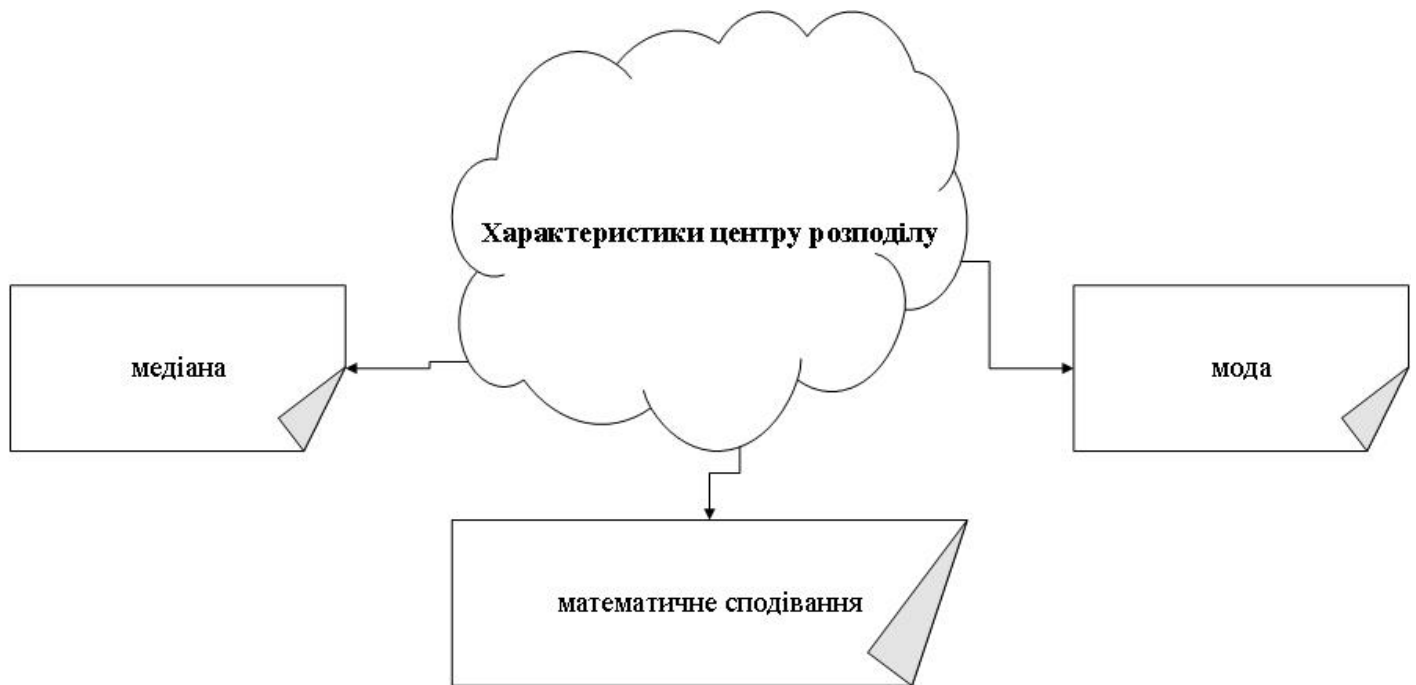 Характеристики центру розподілу
медіана
мода
математичне сподівання